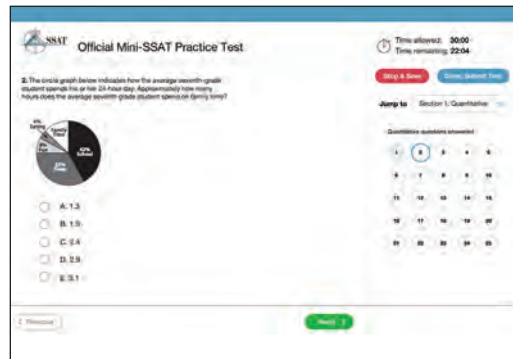 SSAT
Official Mini-SSAT Practice Test
Time allowed: 30:00
Time remaining: 22:04
Stop & Save
Done, Submit Test
2. The circle graph below indicates how the average seventh-grade
student spends his or her 24-hour day. Approximately how many
hours does the average seventh-grade student spend on family time?
Jump to Section 1: Quantitative
Quantitative questions answered
Family
Time
42%
School
A. 1.3
B. 1.9
C. 2.4
D. 2.9
E. 3.1
1 2 3 4 5
6 7 8 9 10
11 12 13 14 15
16 17 18 19 20
21 22 23 24 25
Previous
Next